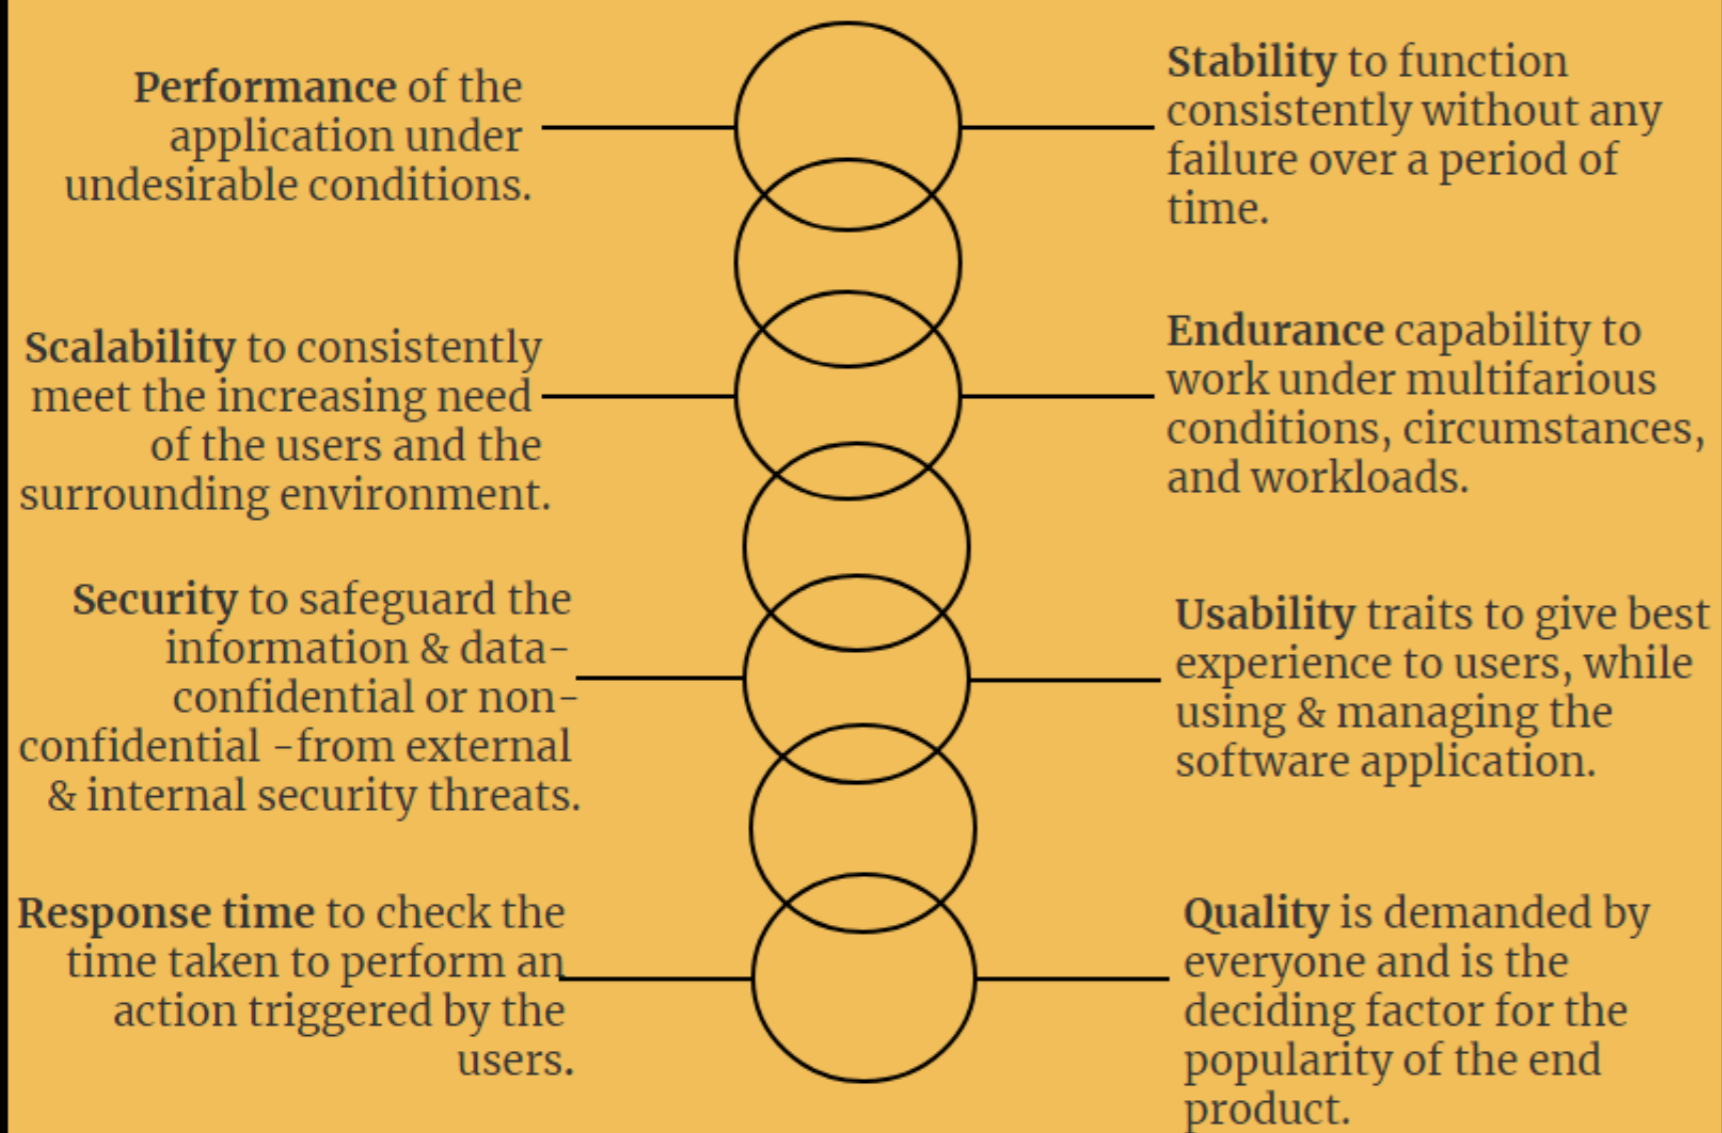 Performance of the
application under
undesirable conditions.
Stability to function
consistently without any
failure over a period of
time.
Scalability to consistently
meet the increasing need
of the users and the
surrounding environment.
Endurance capability to
work under multifarious
conditions, circumstances,
and workloads.
Security to safeguard the
information & data-
confidential or non-
confidential -from external
& internal security threats.
Usability traits to give best
experience to users, while
using & managing the
software application.
Response time to check the
time taken to perform an
action triggered by the
users.
Quality is demanded by
everyone and is the
deciding factor for the
popularity of the end
product.